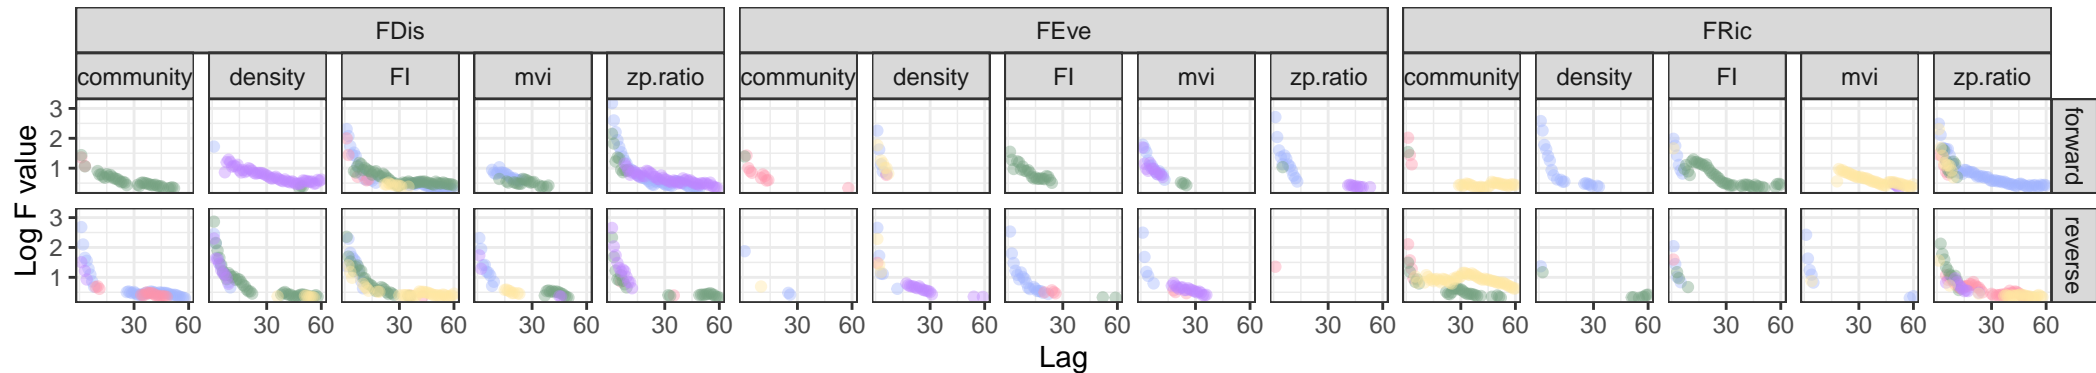 FDis FEve FRic
community density FI mvi zp.ratio community density FI mvi zp.ratio community density FI mvi zp.ratio
3
2
1
forward
3
2
1
reverse
Log F value
30 60 30 60 30 60 30 60 30 60 30 60 30 60 30 60 30 60 30 60 30 60 30 60 30 60 30 60 30 60
Lag